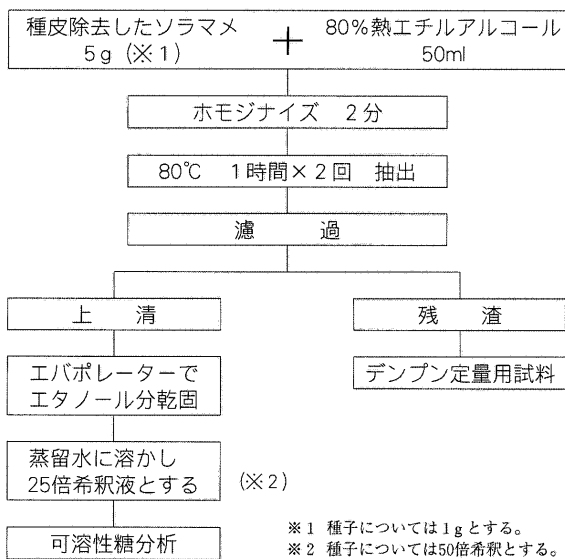 種皮除去したソラマメ
5g（※1）
＋
80%熱エチルアルコール
50ml
ホモジナイズ 2分
80℃ 1時間×2回 抽出
濾 過
上 清
残 渣
エバポレーターで
エタノール分乾固
デンプン定量用試料
蒸留水に溶かし
25倍希釈液とする
（※2）
可溶性糖分析
※1 種子については1gとする。
※2 種子については50倍希釈とする。